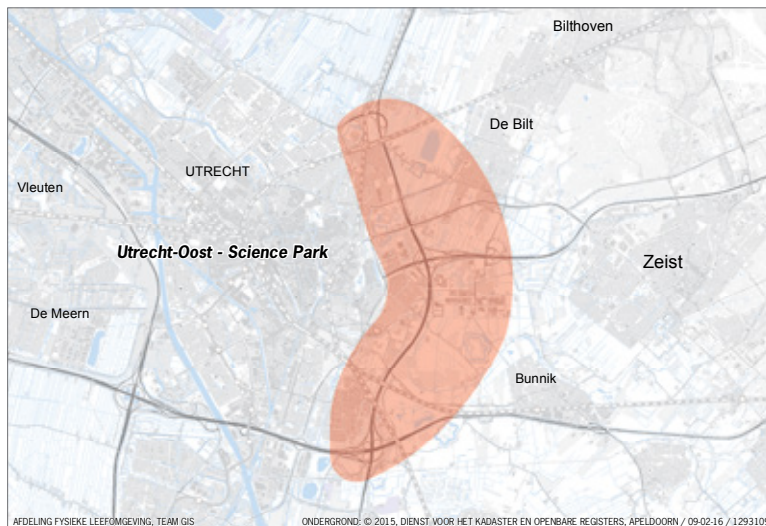 Bilthoven
De Bilt
UTRECHT
Vleuten
Utrecht-Oost - Science Park
Zeist
De Meern
Bunnik
AFDELING FYSIEKE LEEFOMGEVING, TEAM GIS
ONDERGROND: © 2015, DIENST VOOR HET KADASTER EN OPENBARE REGISTERS, APELDOORN / 09-02-16 / 1293109